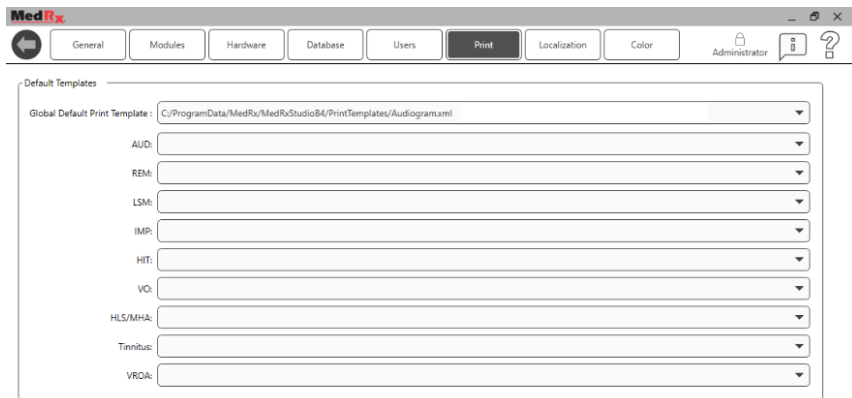 MedRx
General Modules Hardware Database Users Print Localization Color Administrator i ?
Default Templates
Global Default Print Template : C:/ProgramData/MedRx/MedRxStudioB4/PrintTemplates/Audiogram.xml
AUD:
REM:
LSM:
IMP:
HIT:
VO:
HLS/MHA:
Tinnitus:
VROA: